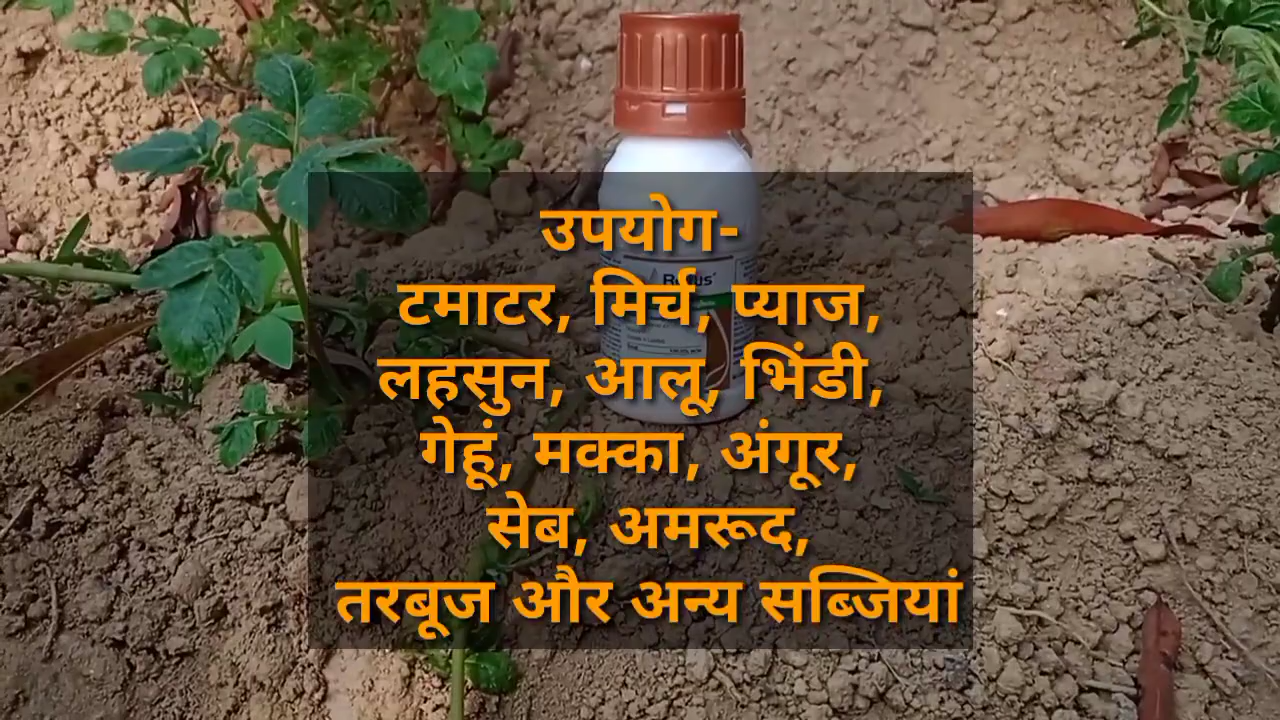 उपयोग-
टमाटर, मिर्च, प्याज,
लहसुन, आलू, भिंडी,
गेहूं, मक्का, अंगूर,
सेब, अमरूद,
तरबूज और अन्य सब्जियां